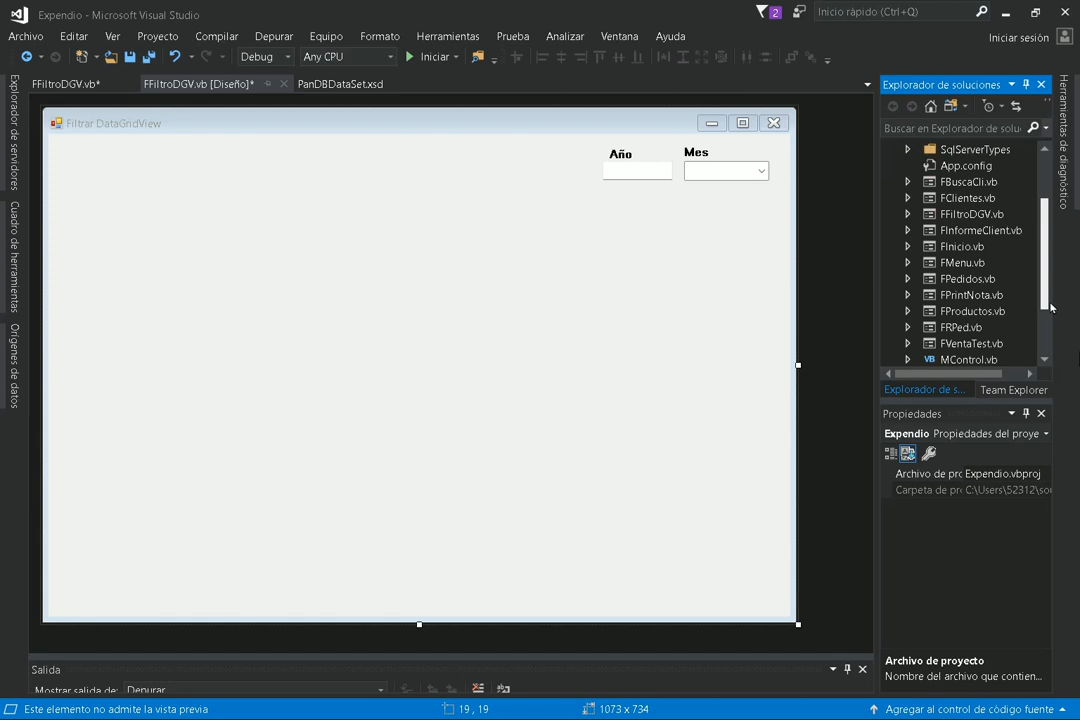 Expendio - Microsoft Visual Studio
2
Inicio rápido (Ctrl+Q)
Archivo Editar Ver Proyecto Compilar Depurar Equipo Formato Herramientas Prueba Analizar Ventana Ayuda
Iniciar sesión
Debug Any CPU Iniciar
FFiltroDGV.vb* FFiltroDGV.vb [Diseño]* PanDBDataSet.xsd
Explorador de servidores
Cuadro de herramientas
Orígenes de datos
Filtrar DataGridView
Año Mes
Explorador de soluciones
Buscar en Explorador de solu
SqlServerTypes
App.config
FBuscaCli.vb
FClientes.vb
FFiltroDGV.vb
FInformeClient.vb
FInicio.vb
FMenu.vb
FPedidos.vb
FPrintNota.vb
FProductos.vb
FRPed.vb
FVentaTest.vb
VB MControl.vb
Explorador de s... Team Explorer
Herramientas de diagnóstico
Propiedades
Expendio Propiedades del proye
Archivo de prc Expendio.vbproj
Carpeta de pr C:\Users\52312\sou
Archivo de proyecto
Nombre del archivo que contien...
Salida
Mostrar salida de: Depurar
Este elemento no admite la vista previa
19 , 19
1073 x 734
Agregar al control de código fuente